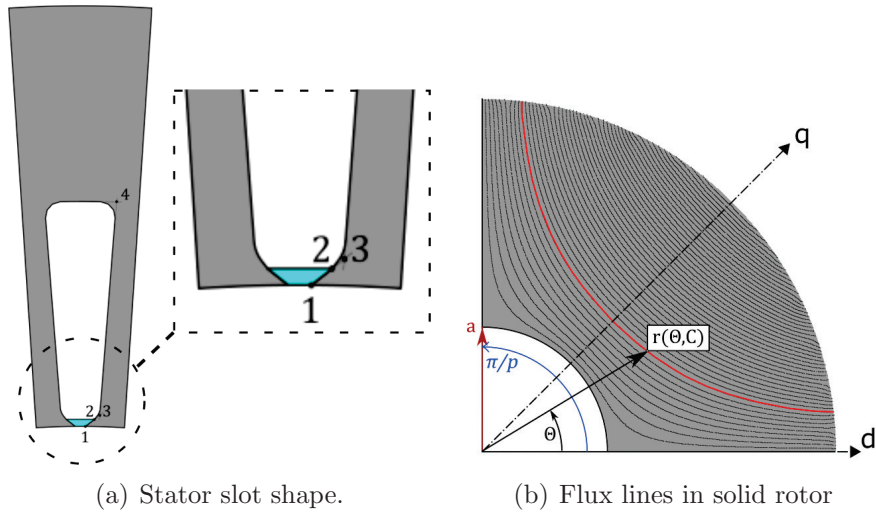 4
2 3
1
2 3
1
q
a
π/p
r(Θ,C)
Θ
d
(a) Stator slot shape.
(b) Flux lines in solid rotor